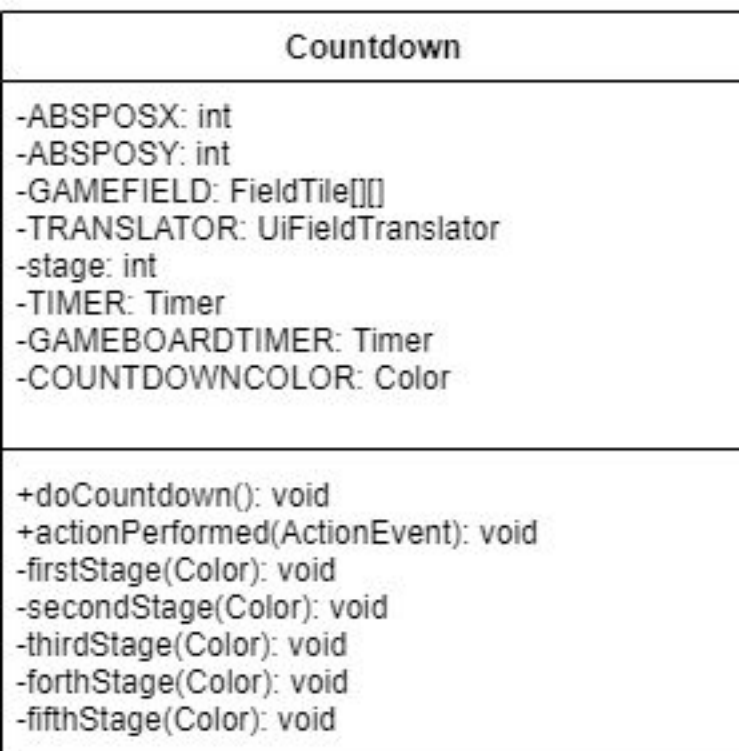 Countdown
-ABSPOSX: int
-ABSPOSY: int
-GAMEFIELD: FieldTile[][]
-TRANSLATOR: UiFieldTranslator
-stage: int
-TIMER: Timer
-GAMEBOARDTIMER: Timer
-COUNTDOWNCOLOR: Color
+doCountdown(): void
+actionPerformed(ActionEvent): void
-firstStage(Color): void
-secondStage(Color): void
-thirdStage(Color): void
-forthStage(Color): void
-fifthStage(Color): void